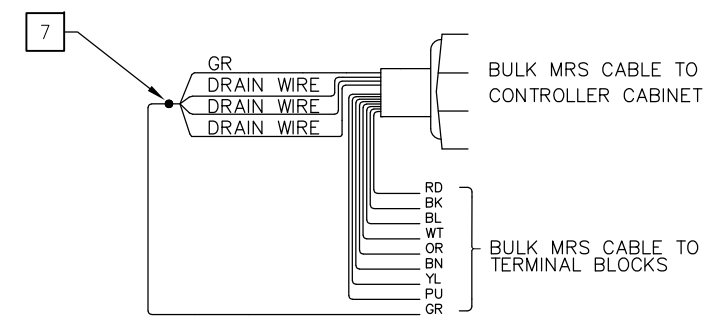 7
GR
DRAIN WIRE
DRAIN WIRE
DRAIN WIRE
BULK MRS CABLE TO
CONTROLLER CABINET
RD
BK
BL
WT
OR
BN
YL
PU
GR
BULK MRS CABLE TO
TERMINAL BLOCKS